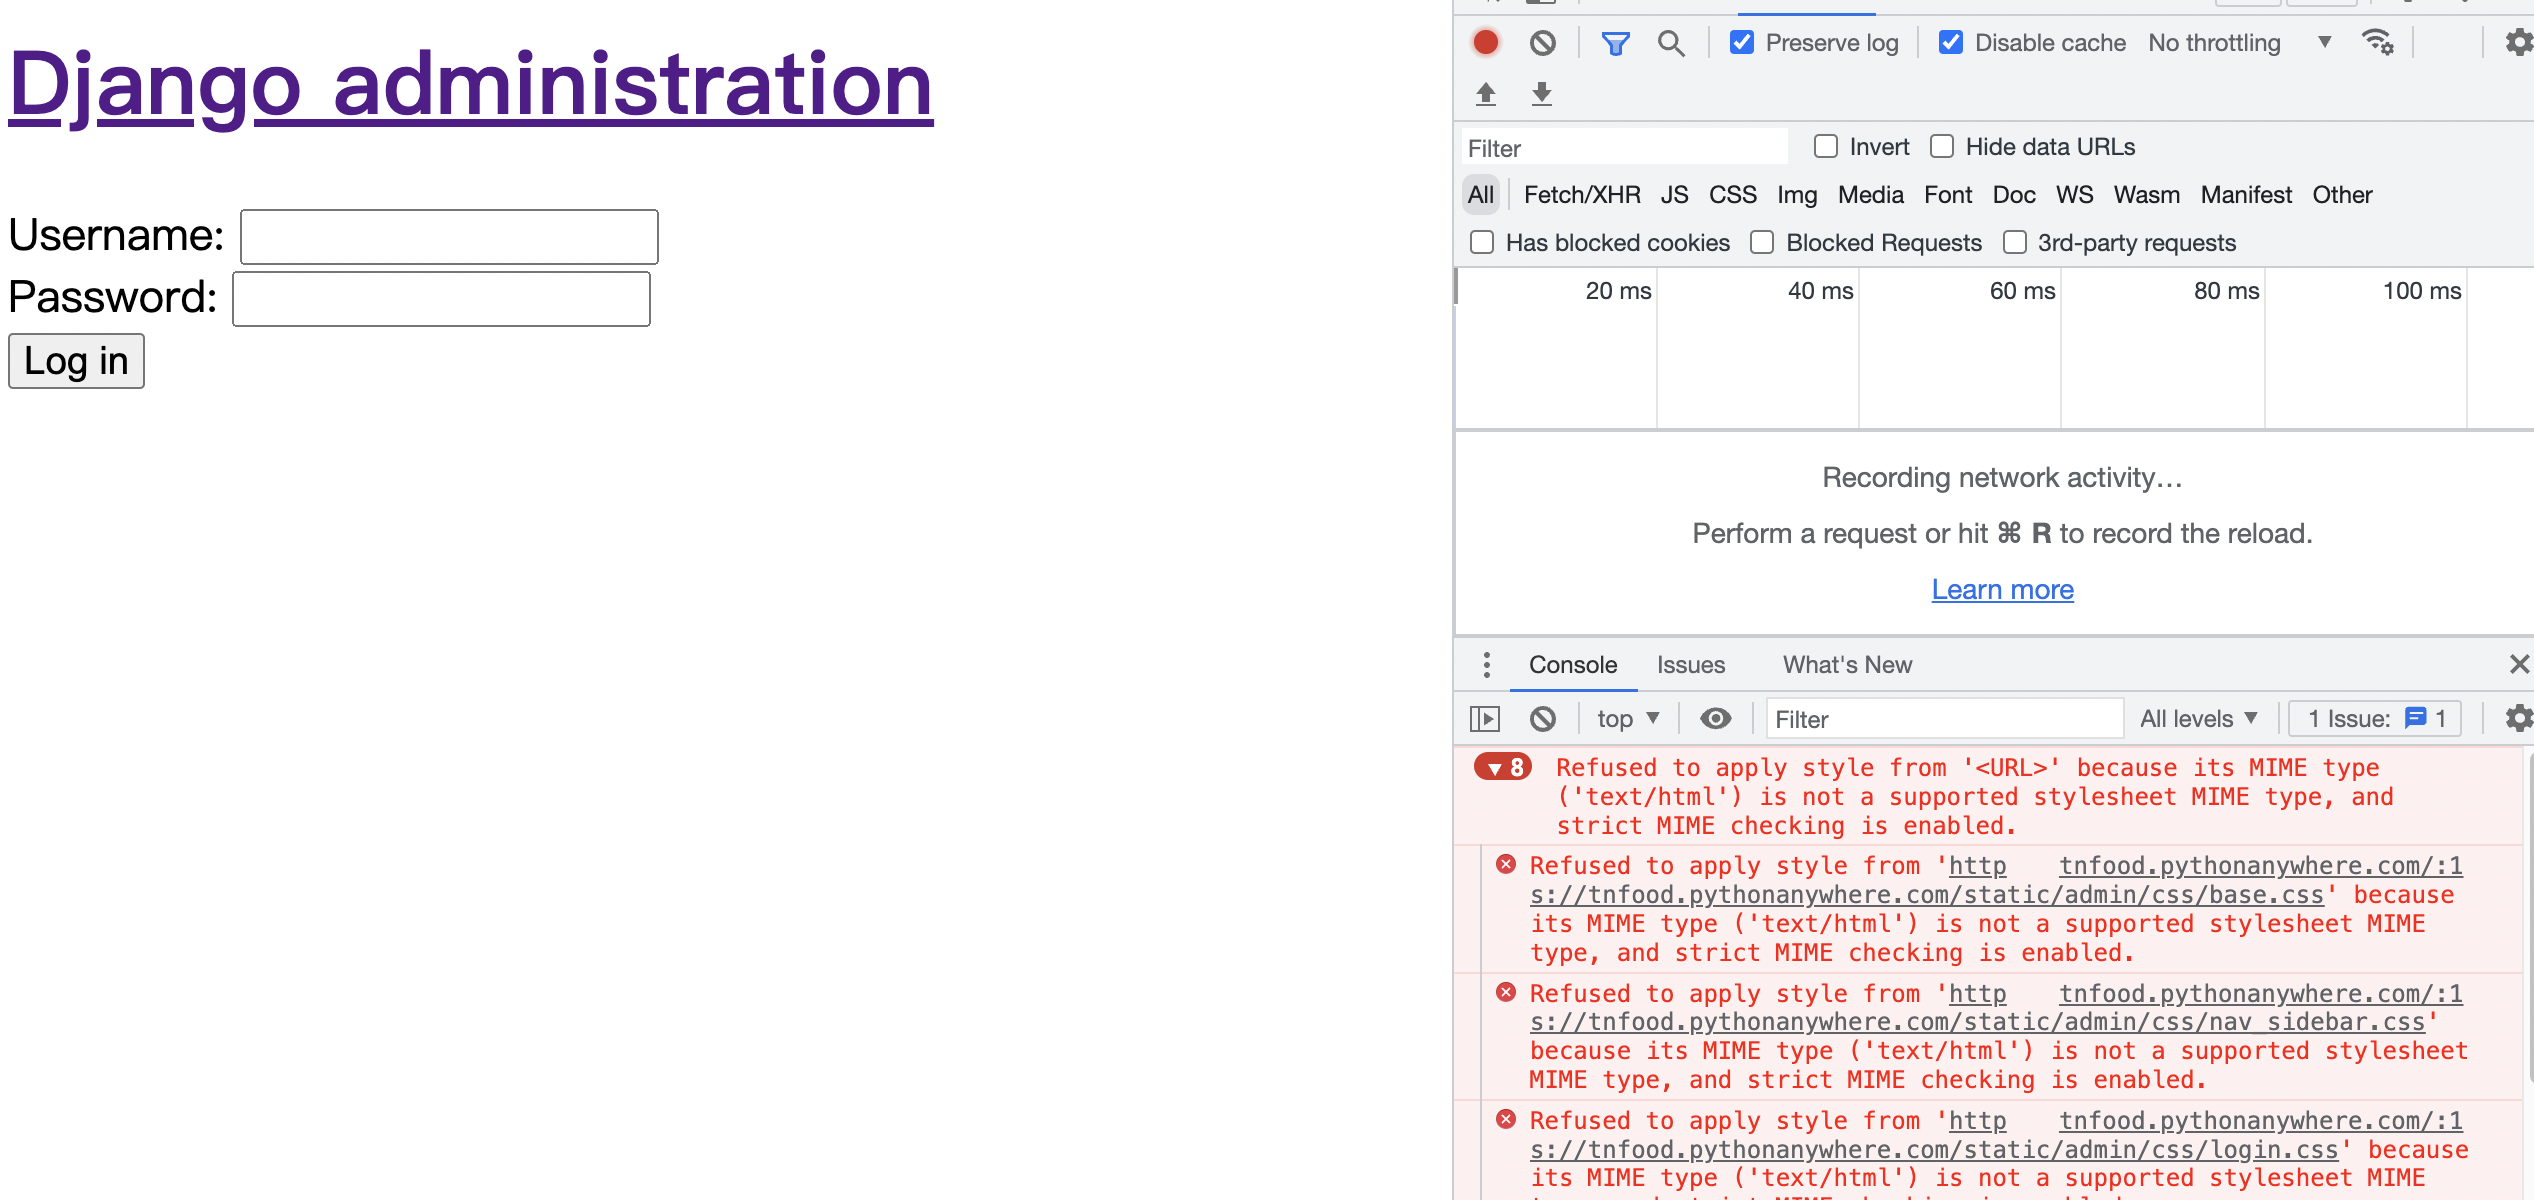 Django administration
Username:
Password:
Log in
Preserve log
Disable cache
No throttling
Filter
Invert
Hide data URLs
All
Fetch/XHR
JS
CSS
Img
Media
Font
Doc
WS
Wasm
Manifest
Other
Has blocked cookies
Blocked Requests
3rd-party requests
20 ms
40 ms
60 ms
80 ms
100 ms
Recording network activity…
Perform a request or hit ⌘ R to record the reload.
Learn more
Console
Issues
What's New
top
Filter
All levels
1 Issue: 1
8
Refused to apply style from '<URL>' because its MIME type
('text/html') is not a supported stylesheet MIME type, and
strict MIME checking is enabled.
Refused to apply style from 'http tnfood.pythonanywhere.com/:1
s://tnfood.pythonanywhere.com/static/admin/css/base.css' because
its MIME type ('text/html') is not a supported stylesheet MIME
type, and strict MIME checking is enabled.
Refused to apply style from 'http tnfood.pythonanywhere.com/:1
s://tnfood.pythonanywhere.com/static/admin/css/nav_sidebar.css'
because its MIME type ('text/html') is not a supported stylesheet
MIME type, and strict MIME checking is enabled.
Refused to apply style from 'http tnfood.pythonanywhere.com/:1
s://tnfood.pythonanywhere.com/static/admin/css/login.css' because
its MIME type ('text/html') is not a supported stylesheet MIME